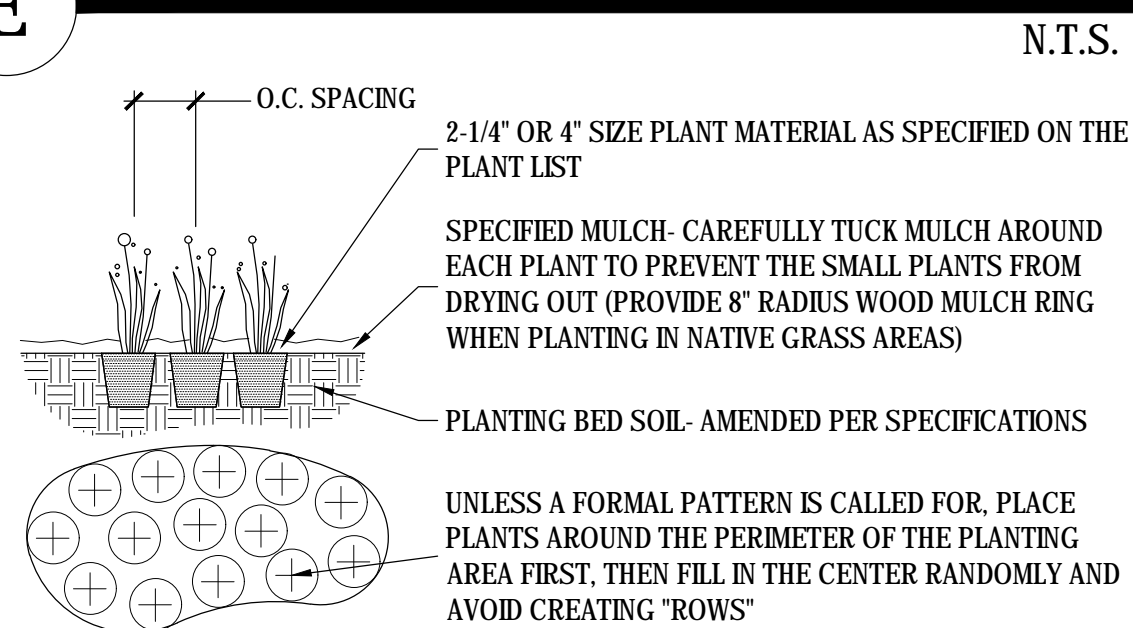 E
N.T.S.
O.C. SPACING
2-1/4" OR 4" SIZE PLANT MATERIAL AS SPECIFIED ON THE
PLANT LIST
SPECIFIED MULCH- CAREFULLY TUCK MULCH AROUND
EACH PLANT TO PREVENT THE SMALL PLANTS FROM
DRYING OUT (PROVIDE 8" RADIUS WOOD MULCH RING
WHEN PLANTING IN NATIVE GRASS AREAS)
PLANTING BED SOIL- AMENDED PER SPECIFICATIONS
UNLESS A FORMAL PATTERN IS CALLED FOR, PLACE
PLANTS AROUND THE PERIMETER OF THE PLANTING
AREA FIRST, THEN FILL IN THE CENTER RANDOMLY AND
AVOID CREATING "ROWS"